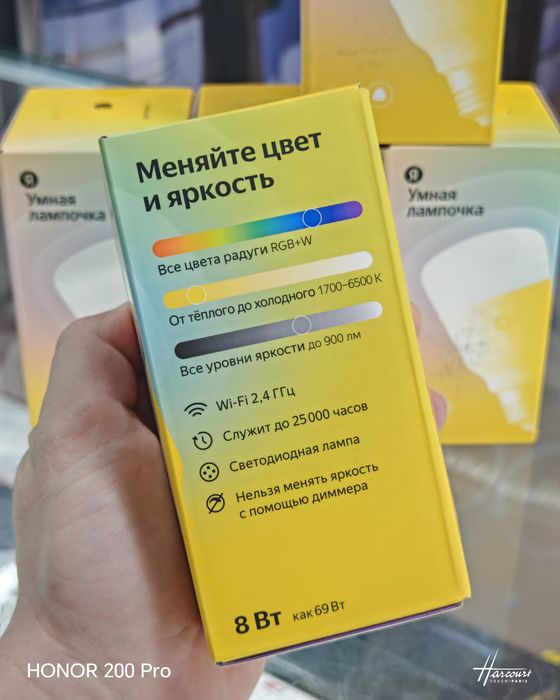 Меняйте цвет
и яркость
Все цвета радуги RGB+W
От тёплого до холодного 1700–6500 К
Все уровни яркости до 900 лм
Wi-Fi 2,4 ГГц
Служит до 25 000 часов
Светодиодная лампа
Нельзя менять яркость
с помощью диммера
8 Вт как 69 Вт
Я
Умная
лампочка
Я
Умная
лампочка
HONOR 200 Pro
Harcourt
TOUCH PARIS